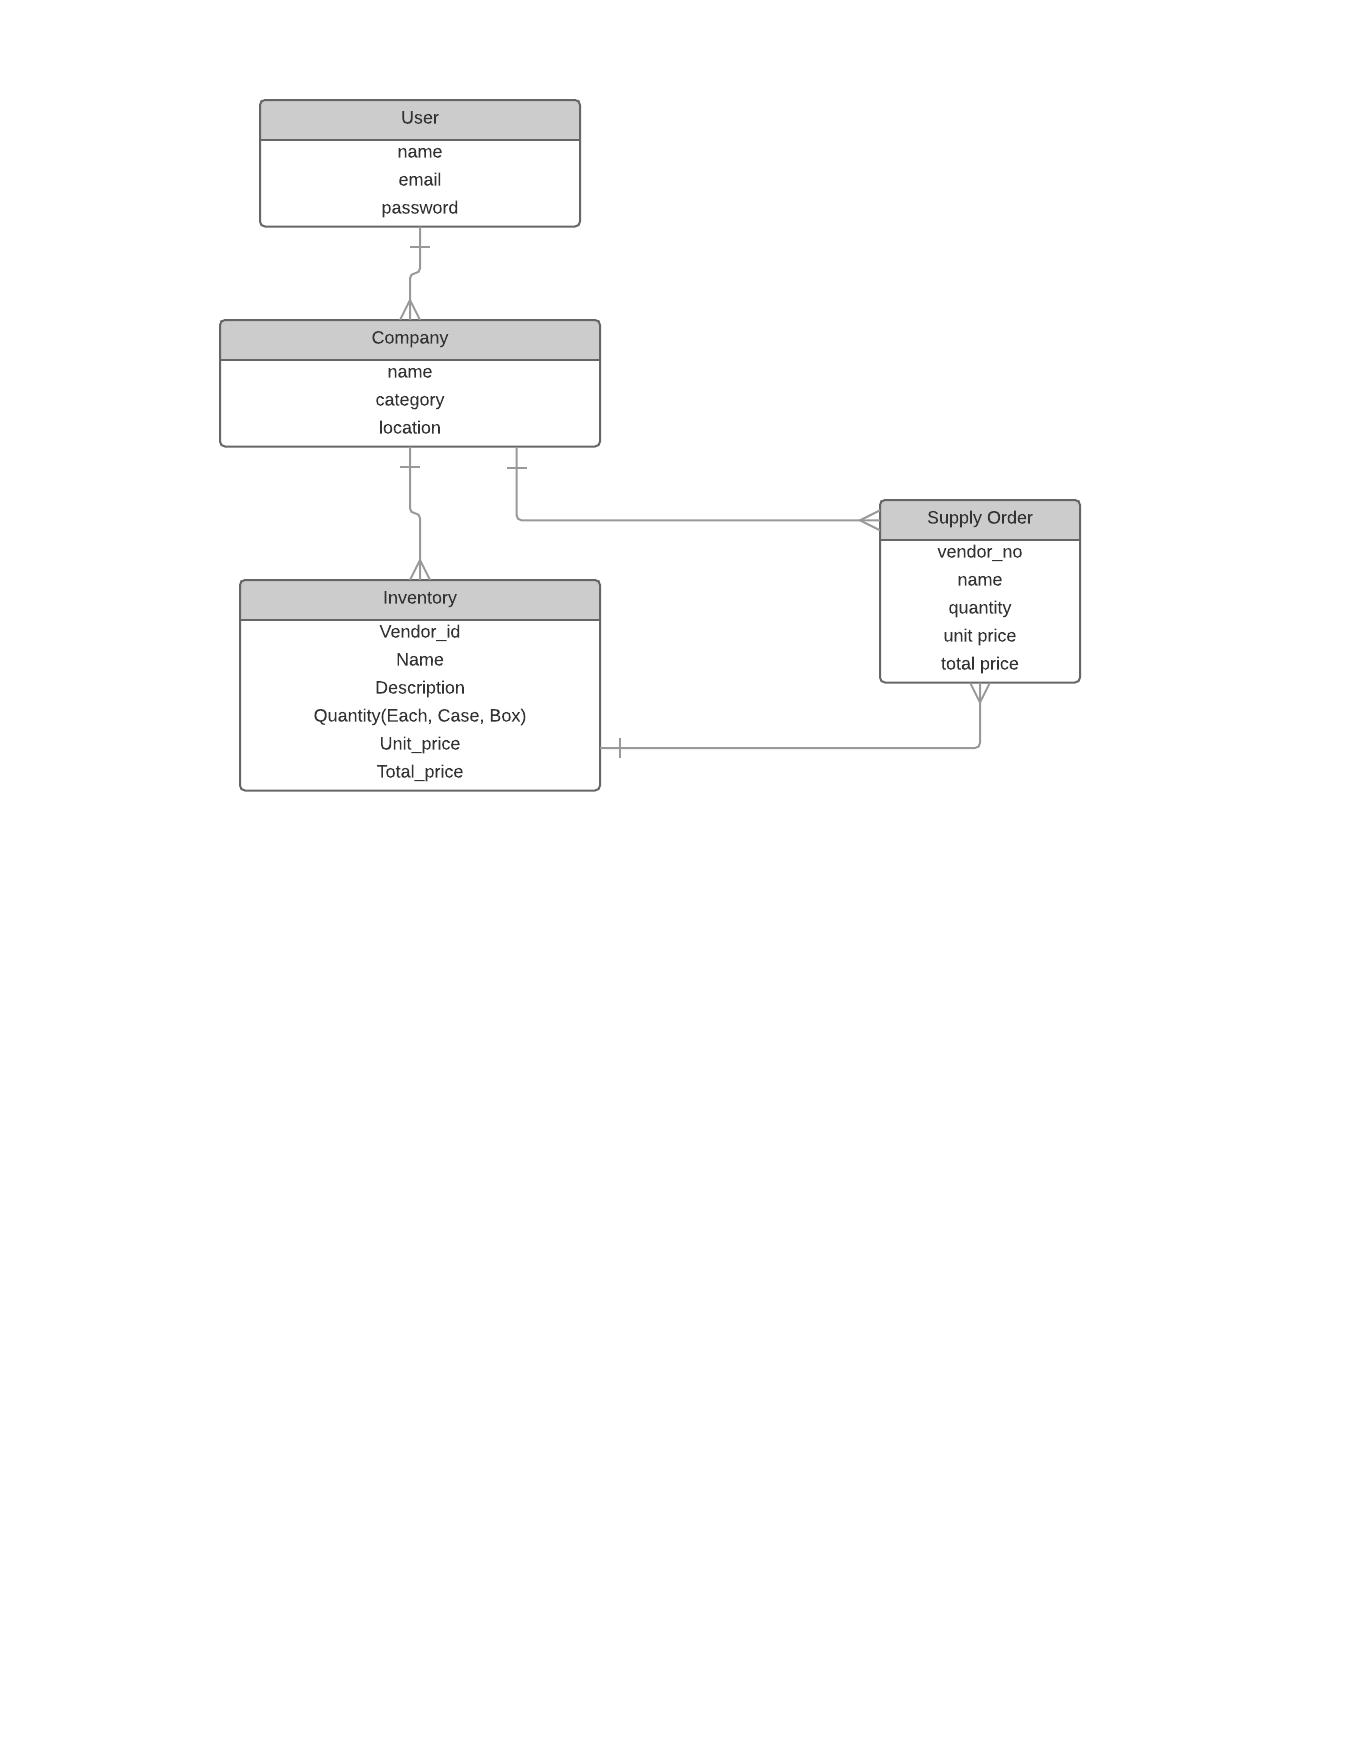 User
name
email
password
Company
name
category
location
Supply Order
vendor_no
name
quantity
unit price
total price
Inventory
Vendor_id
Name
Description
Quantity(Each, Case, Box)
Unit_price
Total_price